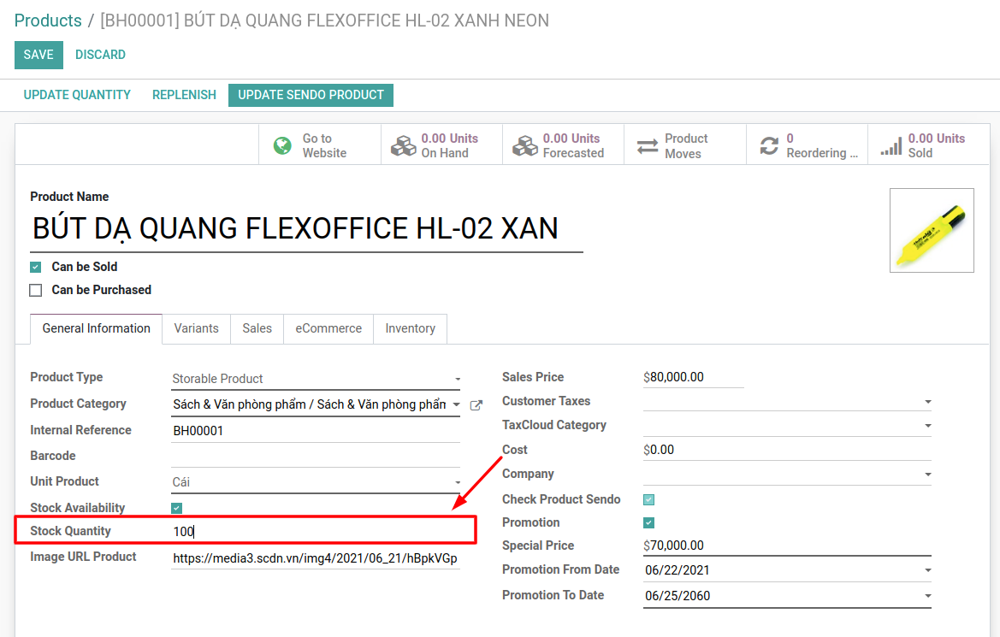 Products / [BH00001] BÚT DẠ QUANG FLEXOFFICE HL-02 XANH NEON
SAVE DISCARD
UPDATE QUANTITY REPLENISH UPDATE SENDO PRODUCT
Go to Website
0.00 Units On Hand
0.00 Units Forecasted
Product Moves
0 Reordering ...
0.00 Units Sold
Product Name
BÚT DẠ QUANG FLEXOFFICE HL-02 XAN
Can be Sold
Can be Purchased
General Information Variants Sales eCommerce Inventory
Product Type Storable Product
Product Category Sách & Văn phòng phẩm / Sách & Văn phòng phẩn
Internal Reference BH00001
Barcode
Unit Product Cái
Stock Availability
Stock Quantity 100
Image URL Product https://media3.scdn.vn/img4/2021/06_21/hBpkVGp
Sales Price $80,000.00
Customer Taxes
TaxCloud Category
Cost $0.00
Company
Check Product Sendo
Promotion
Special Price $70,000.00
Promotion From Date 06/22/2021
Promotion To Date 06/25/2060